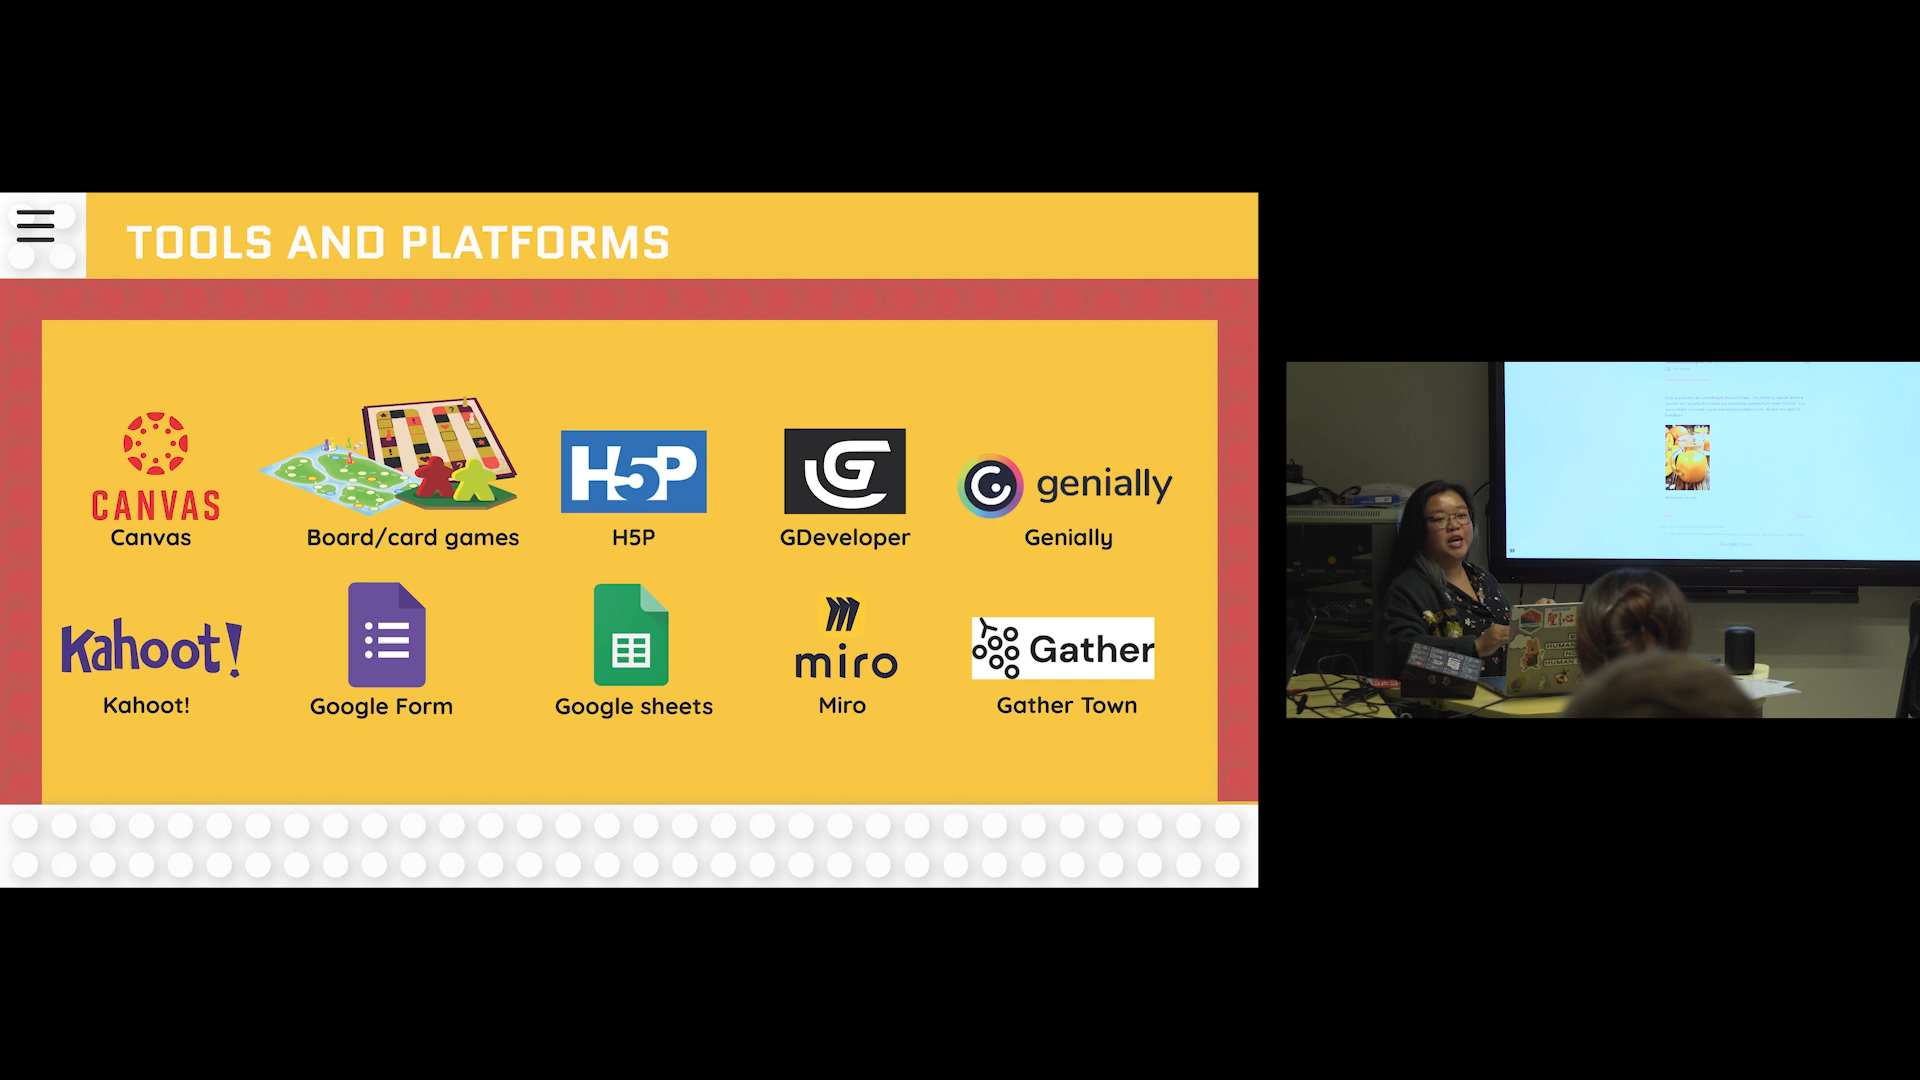 TOOLS AND PLATFORMS
CANVAS
Canvas
Board/card games
H5P
H5P
GDeveloper
genially
Genially
Kahoot!
Kahoot!
Google Form
Google sheets
miro
Miro
Gather
Gather Town
HUMAN